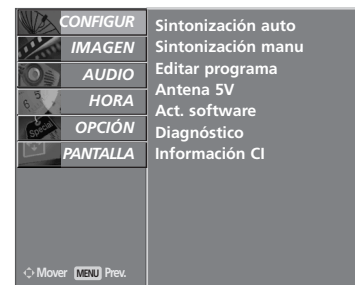 CONFIGUR
IMAGEN
AUDIO
HORA
OPCIÓN
PANTALLA
Sintonización auto
Sintonización manu
Editar programa
Antena 5V
Act. software
Diagnóstico
Información CI
Special
Mover MENU Prev.